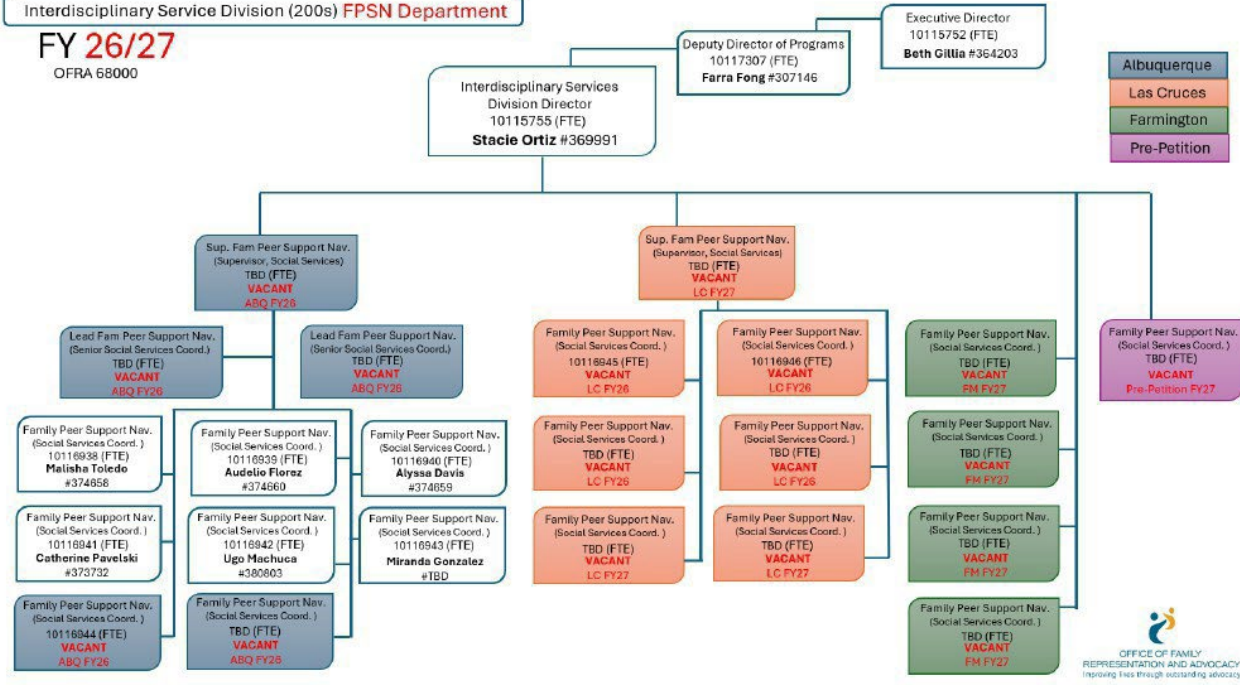 Interdisciplinary Service Division (200s) FPSN Department
FY 26/27
OFRA 68000
Executive Director
10115752 (FTE)
Beth Gillia #364203
Deputy Director of Programs
10117307 (FTE)
Farra Fong #307146
Interdisciplinary Services
Division Director
10115755 (FTE)
Stacie Ortiz #369991
Albuquerque
Las Cruces
Farmington
Pre-Petition
Sup. Fam Peer Support Nav.
(Supervisor, Social Services)
TBD (FTE)
VACANT
ABQ FY26
Sup. Fam Peer Support Nav.
(Supervisor, Social Services)
TBD (FTE)
VACANT
LC FY27
Lead Fam Peer Support Nav.
(Senior Social Services Coord.)
TBD (FTE)
VACANT
ABQ FY26
Lead Fam Peer Support Nav.
(Senior Social Services Coord.)
TBD (FTE)
VACANT
ABQ FY26
Family Peer Support Nav.
(Social Services Coord. )
10116945 (FTE)
VACANT
LC FY26
Family Peer Support Nav.
(Social Services Coord. )
10116946 (FTE)
VACANT
LC FY26
Family Peer Support Nav.
(Social Services Coord. )
TBD (FTE)
VACANT
FM FY27
Family Peer Support Nav.
(Social Services Coord. )
TBD (FTE)
VACANT
Pre-Petition FY27
Family Peer Support Nav.
(Social Services Coord. )
10116938 (FTE)
Malisha Toledo
#374658
Family Peer Support Nav.
(Social Services Coord. )
10116939 (FTE)
Audelio Florez
#374660
Family Peer Support Nav.
(Social Services Coord. )
10116940 (FTE)
Alyssa Davis
#374659
Family Peer Support Nav.
(Social Services Coord. )
TBD (FTE)
VACANT
LC FY26
Family Peer Support Nav.
(Social Services Coord. )
TBD (FTE)
VACANT
LC FY26
Family Peer Support Nav.
(Social Services Coord. )
TBD (FTE)
VACANT
FM FY27
Family Peer Support Nav.
(Social Services Coord. )
10116941 (FTE)
Catherine Pavelski
#373732
Family Peer Support Nav.
(Social Services Coord. )
10116942 (FTE)
Ugo Machuca
#380803
Family Peer Support Nav.
(Social Services Coord. )
10116943 (FTE)
Miranda Gonzalez
#TBD
Family Peer Support Nav.
(Social Services Coord. )
TBD (FTE)
VACANT
LC FY27
Family Peer Support Nav.
(Social Services Coord. )
TBD (FTE)
VACANT
LC FY27
Family Peer Support Nav.
(Social Services Coord. )
TBD (FTE)
VACANT
FM FY27
Family Peer Support Nav.
(Social Services Coord. )
10116944 (FTE)
VACANT
ABQ FY26
Family Peer Support Nav.
(Social Services Coord. )
TBD (FTE)
VACANT
ABQ FY26
Family Peer Support Nav.
(Social Services Coord. )
TBD (FTE)
VACANT
FM FY27
OFFICE OF FAMILY
REPRESENTATION AND ADVOCACY
Improving lives through outstanding advocacy